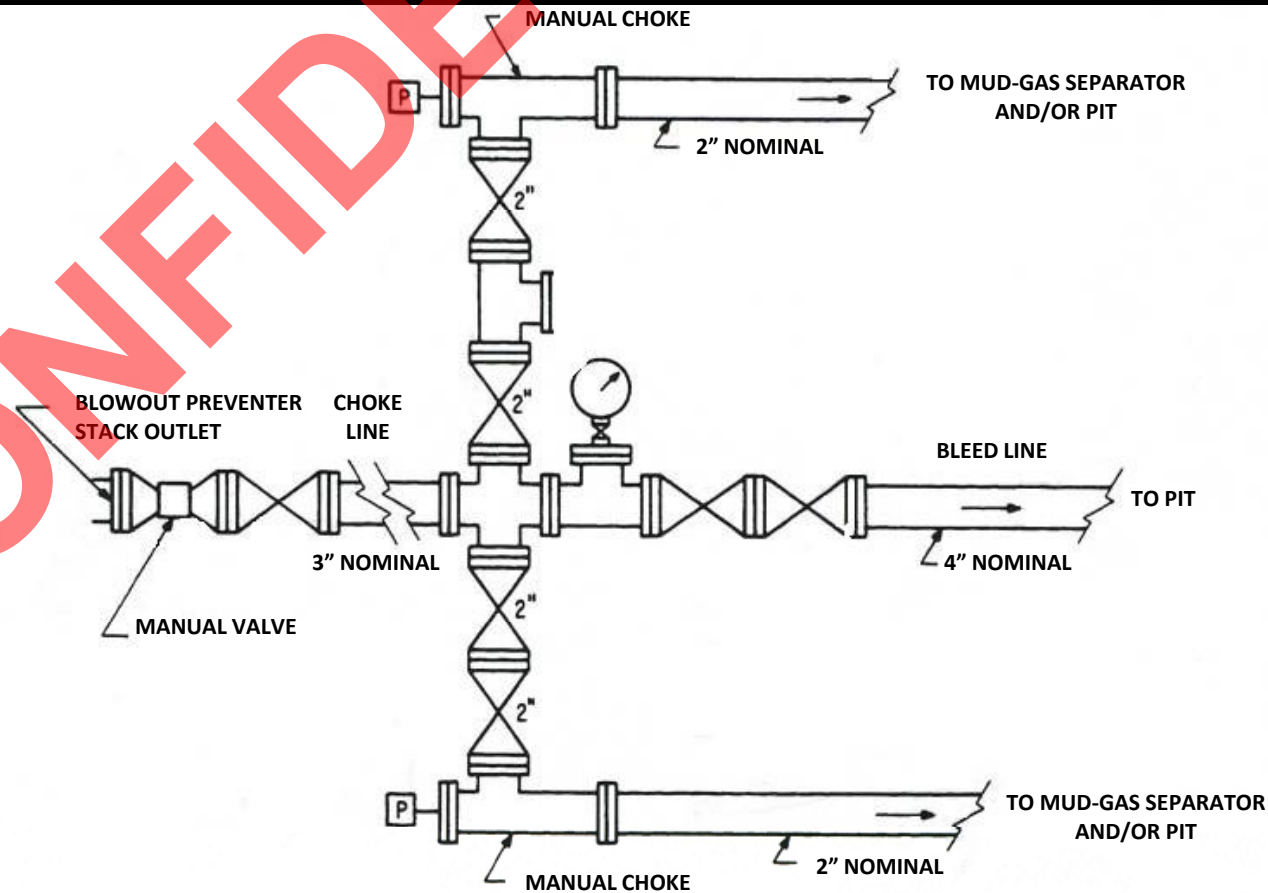 MANUAL CHOKE
P
TO MUD-GAS SEPARATOR
AND/OR PIT
2” NOMINAL
2"
2"
BLOWOUT PREVENTER
STACK OUTLET
CHOKE
LINE
BLEED LINE
TO PIT
3” NOMINAL
4” NOMINAL
2"
MANUAL VALVE
2"
P
TO MUD-GAS SEPARATOR
AND/OR PIT
2” NOMINAL
MANUAL CHOKE
ONFIDE